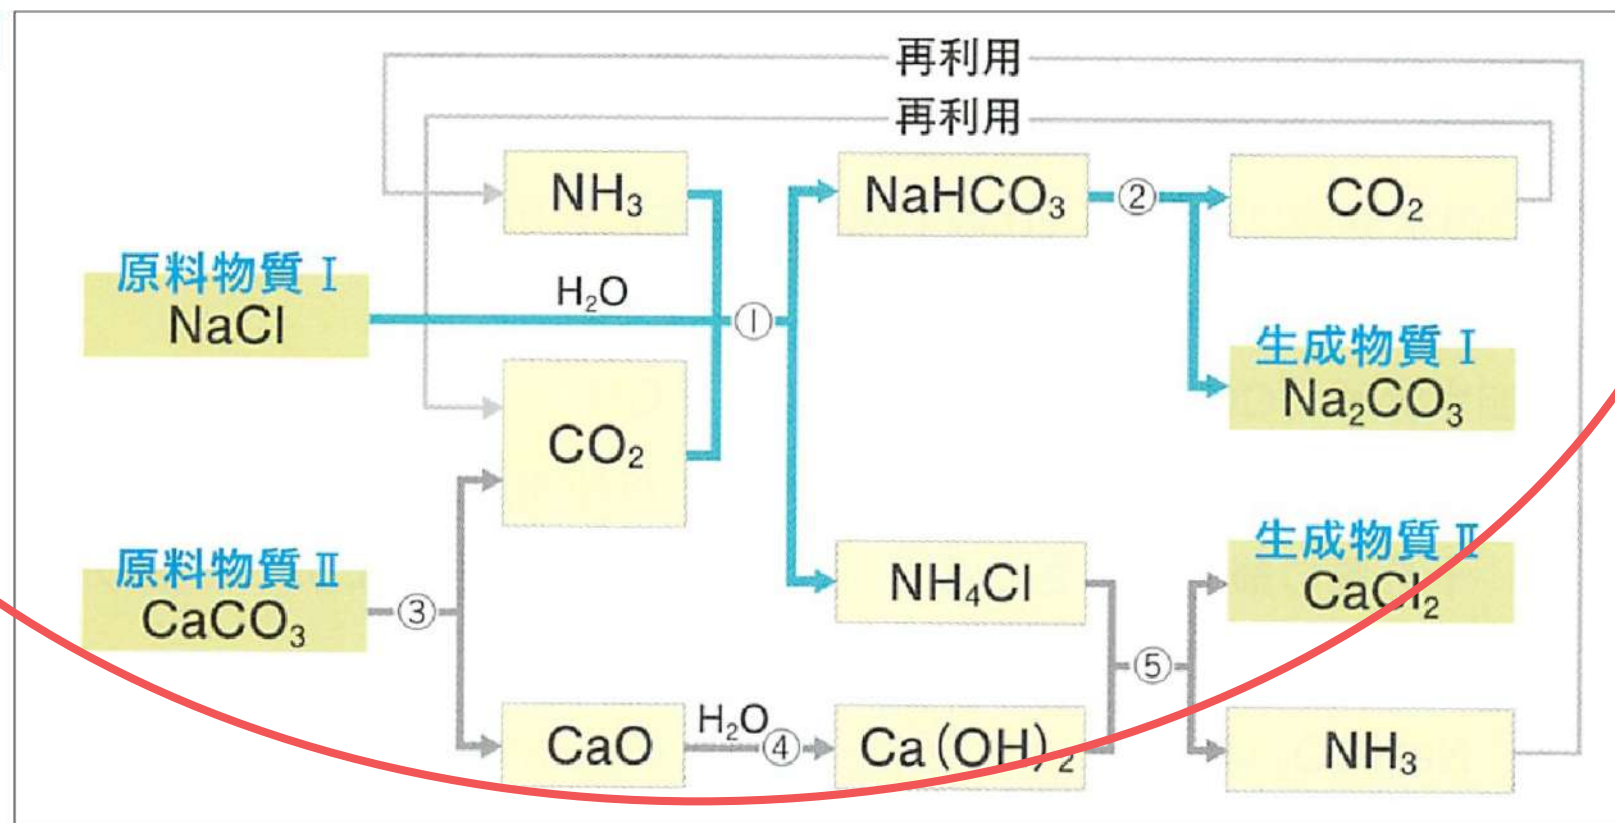 再利用
再利用
NH₃
NaHCO₃
②
CO₂
原料物質 Ⅰ
NaCl
H₂O
①
生成物質 Ⅰ
Na₂CO₃
CO₂
原料物質 Ⅱ
CaCO₃
③
NH₄Cl
生成物質 Ⅱ
CaCl₂
⑤
CaO
H₂O
④
Ca(OH)₂
NH₃